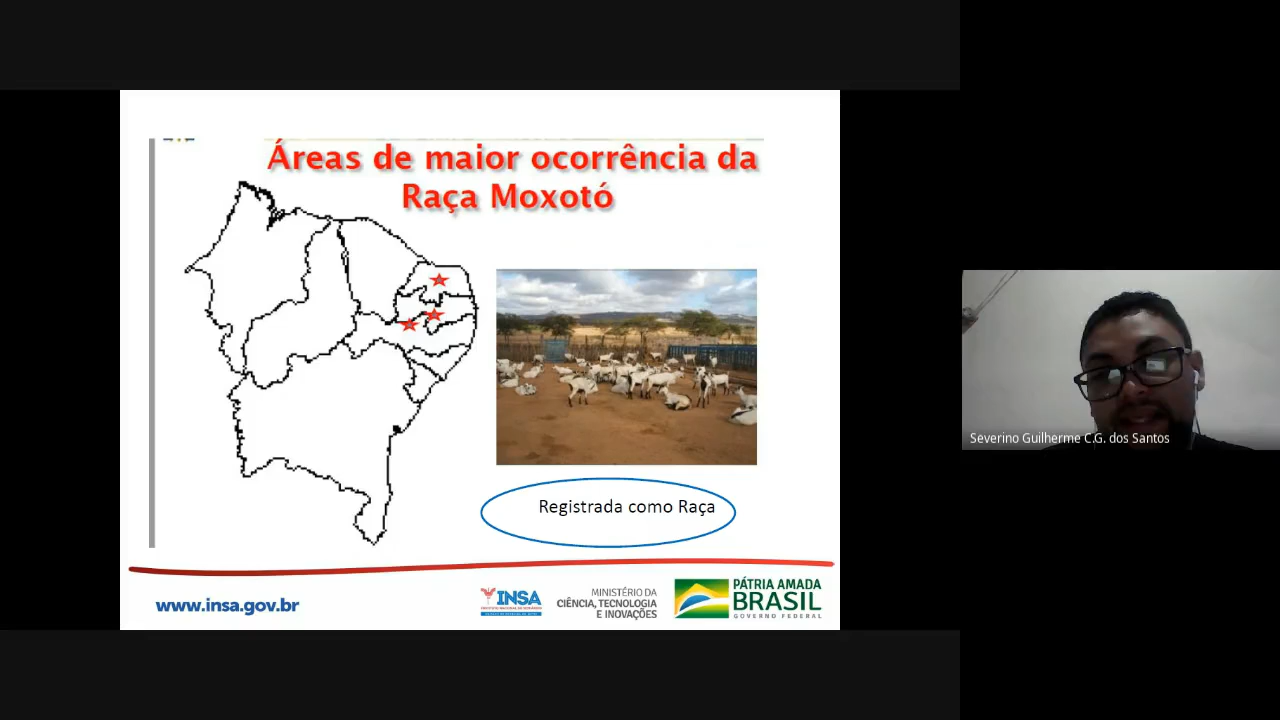 Áreas de maior ocorrência da
Raça Moxotó
Registrada como Raça
www.insa.gov.br
INSA
MINISTÉRIO DA
CIÊNCIA, TECNOLOGIA
E INOVAÇÕES
PÁTRIA AMADA
BRASIL
GOVERNO FEDERAL
Severino Guilherme C.G. dos Santos